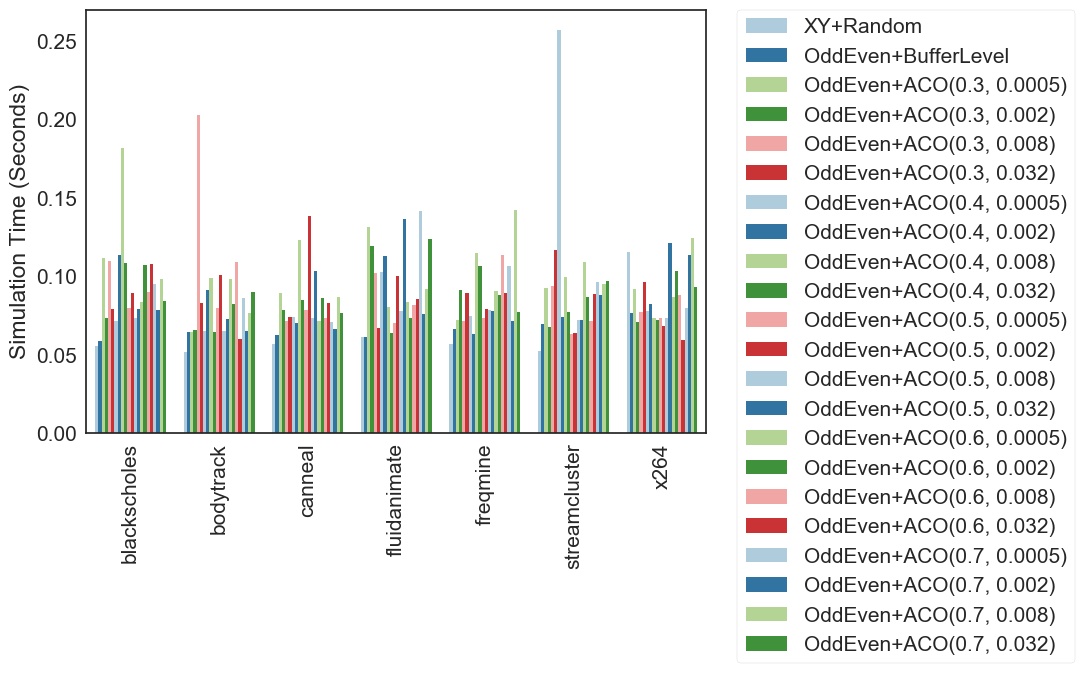 Simulation Time (Seconds)
0.25
0.20
0.15
0.10
0.05
0.00
blackscholes
bodytrack
canneal
fluidanimate
freqmine
streamcluster
x264
XY+Random
OddEven+BufferLevel
OddEven+ACO(0.3, 0.0005)
OddEven+ACO(0.3, 0.002)
OddEven+ACO(0.3, 0.008)
OddEven+ACO(0.3, 0.032)
OddEven+ACO(0.4, 0.0005)
OddEven+ACO(0.4, 0.002)
OddEven+ACO(0.4, 0.008)
OddEven+ACO(0.4, 0.032)
OddEven+ACO(0.5, 0.0005)
OddEven+ACO(0.5, 0.002)
OddEven+ACO(0.5, 0.008)
OddEven+ACO(0.5, 0.032)
OddEven+ACO(0.6, 0.0005)
OddEven+ACO(0.6, 0.002)
OddEven+ACO(0.6, 0.008)
OddEven+ACO(0.6, 0.032)
OddEven+ACO(0.7, 0.0005)
OddEven+ACO(0.7, 0.002)
OddEven+ACO(0.7, 0.008)
OddEven+ACO(0.7, 0.032)